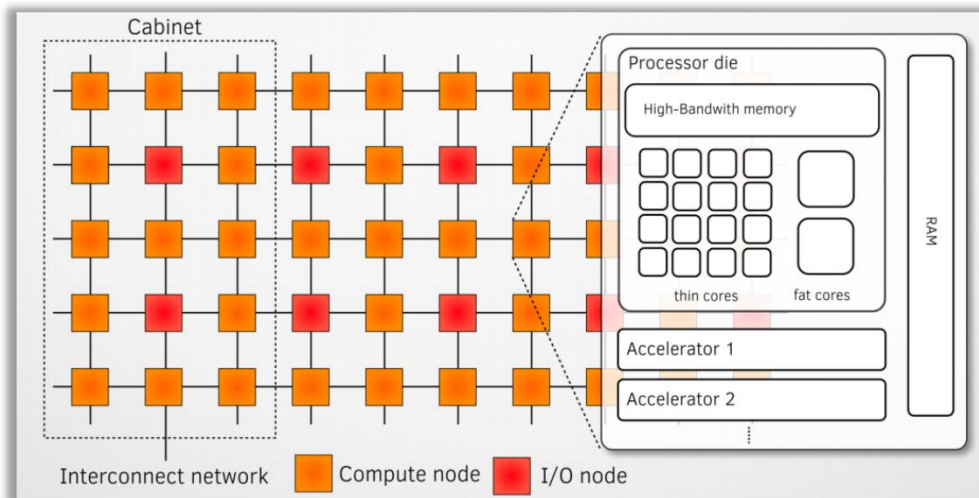 Cabinet
Processor die
High-Bandwith memory
thin cores
fat cores
RAM
Accelerator 1
Accelerator 2
Interconnect network
Compute node
I/O node